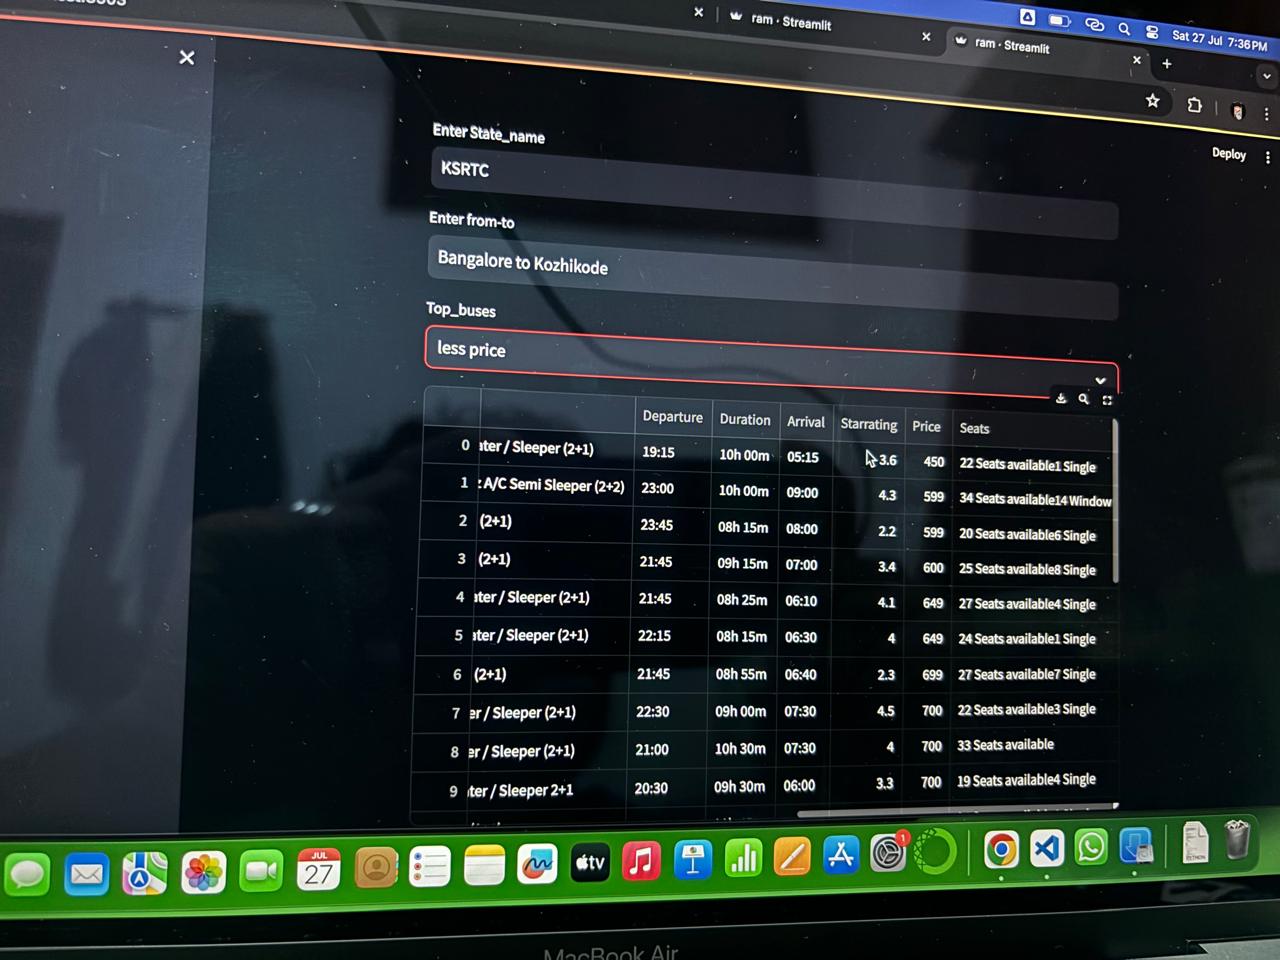 ram · Streamlit
ram · Streamlit
Sat 27 Jul 7:36 PM
Deploy
Enter State_name
KSRTC
Enter from-to
Bangalore to Kozhikode
Top_buses
less price
Departure Duration Arrival Starrating Price Seats
0 ater / Sleeper (2+1) 19:15 10h 00m 05:15 3.6 450 22 Seats available1 Single
1 : A/C Semi Sleeper (2+2) 23:00 10h 00m 09:00 4.3 599 34 Seats available14 Window
2 (2+1) 23:45 08h 15m 08:00 2.2 599 20 Seats available6 Single
3 (2+1) 21:45 09h 15m 07:00 3.4 600 25 Seats available8 Single
4 ater / Sleeper (2+1) 21:45 08h 25m 06:10 4.1 649 27 Seats available4 Single
5 ater / Sleeper (2+1) 22:15 08h 15m 06:30 4 649 24 Seats available1 Single
6 (2+1) 21:45 08h 55m 06:40 2.3 699 27 Seats available7 Single
7 er / Sleeper (2+1) 22:30 09h 00m 07:30 4.5 700 22 Seats available3 Single
8 er / Sleeper (2+1) 21:00 10h 30m 07:30 4 700 33 Seats available
9 ter / Sleeper 2+1 20:30 09h 30m 06:00 3.3 700 19 Seats available4 Single
JUL
27
tv
1
MacBook Air